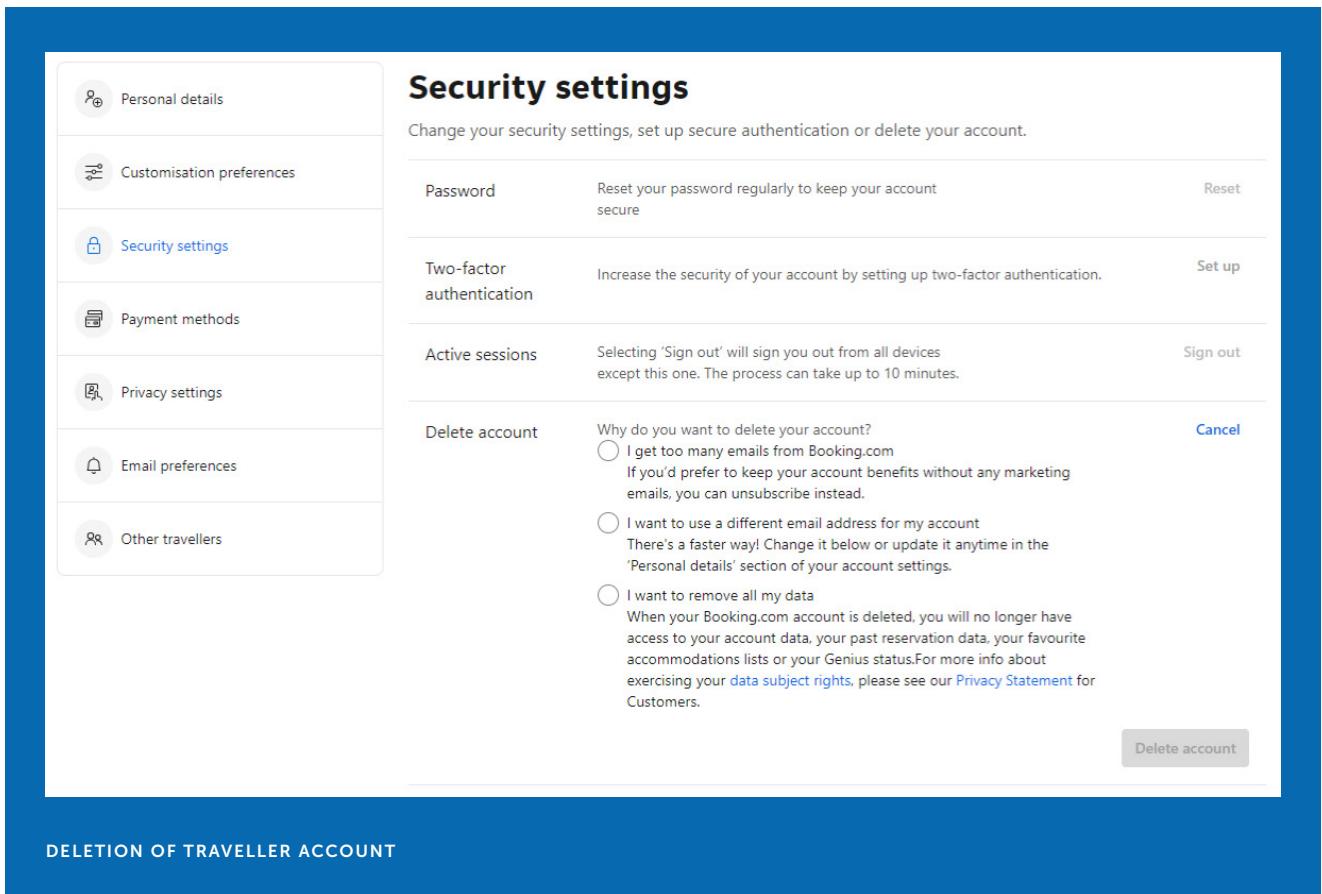 Personal details
Customisation preferences
Security settings
Payment methods
Privacy settings
Email preferences
Other travellers
Security settings
Change your security settings, set up secure authentication or delete your account.
Password
Reset your password regularly to keep your account
secure
Reset
Two-factor
authentication
Increase the security of your account by setting up two-factor authentication.
Set up
Active sessions
Selecting ‘Sign out’ will sign you out from all devices
except this one. The process can take up to 10 minutes.
Sign out
Delete account
Why do you want to delete your account?
Cancel
I get too many emails from Booking.com
If you’d prefer to keep your account benefits without any marketing
emails, you can unsubscribe instead.
I want to use a different email address for my account
There's a faster way! Change it below or update it anytime in the
‘Personal details’ section of your account settings.
I want to remove all my data
When your Booking.com account is deleted, you will no longer have
access to your account data, your past reservation data, your favourite
accommodations lists or your Genius status.For more info about
exercising your data subject rights, please see our Privacy Statement for
Customers.
Delete account
DELETION OF TRAVELLER ACCOUNT